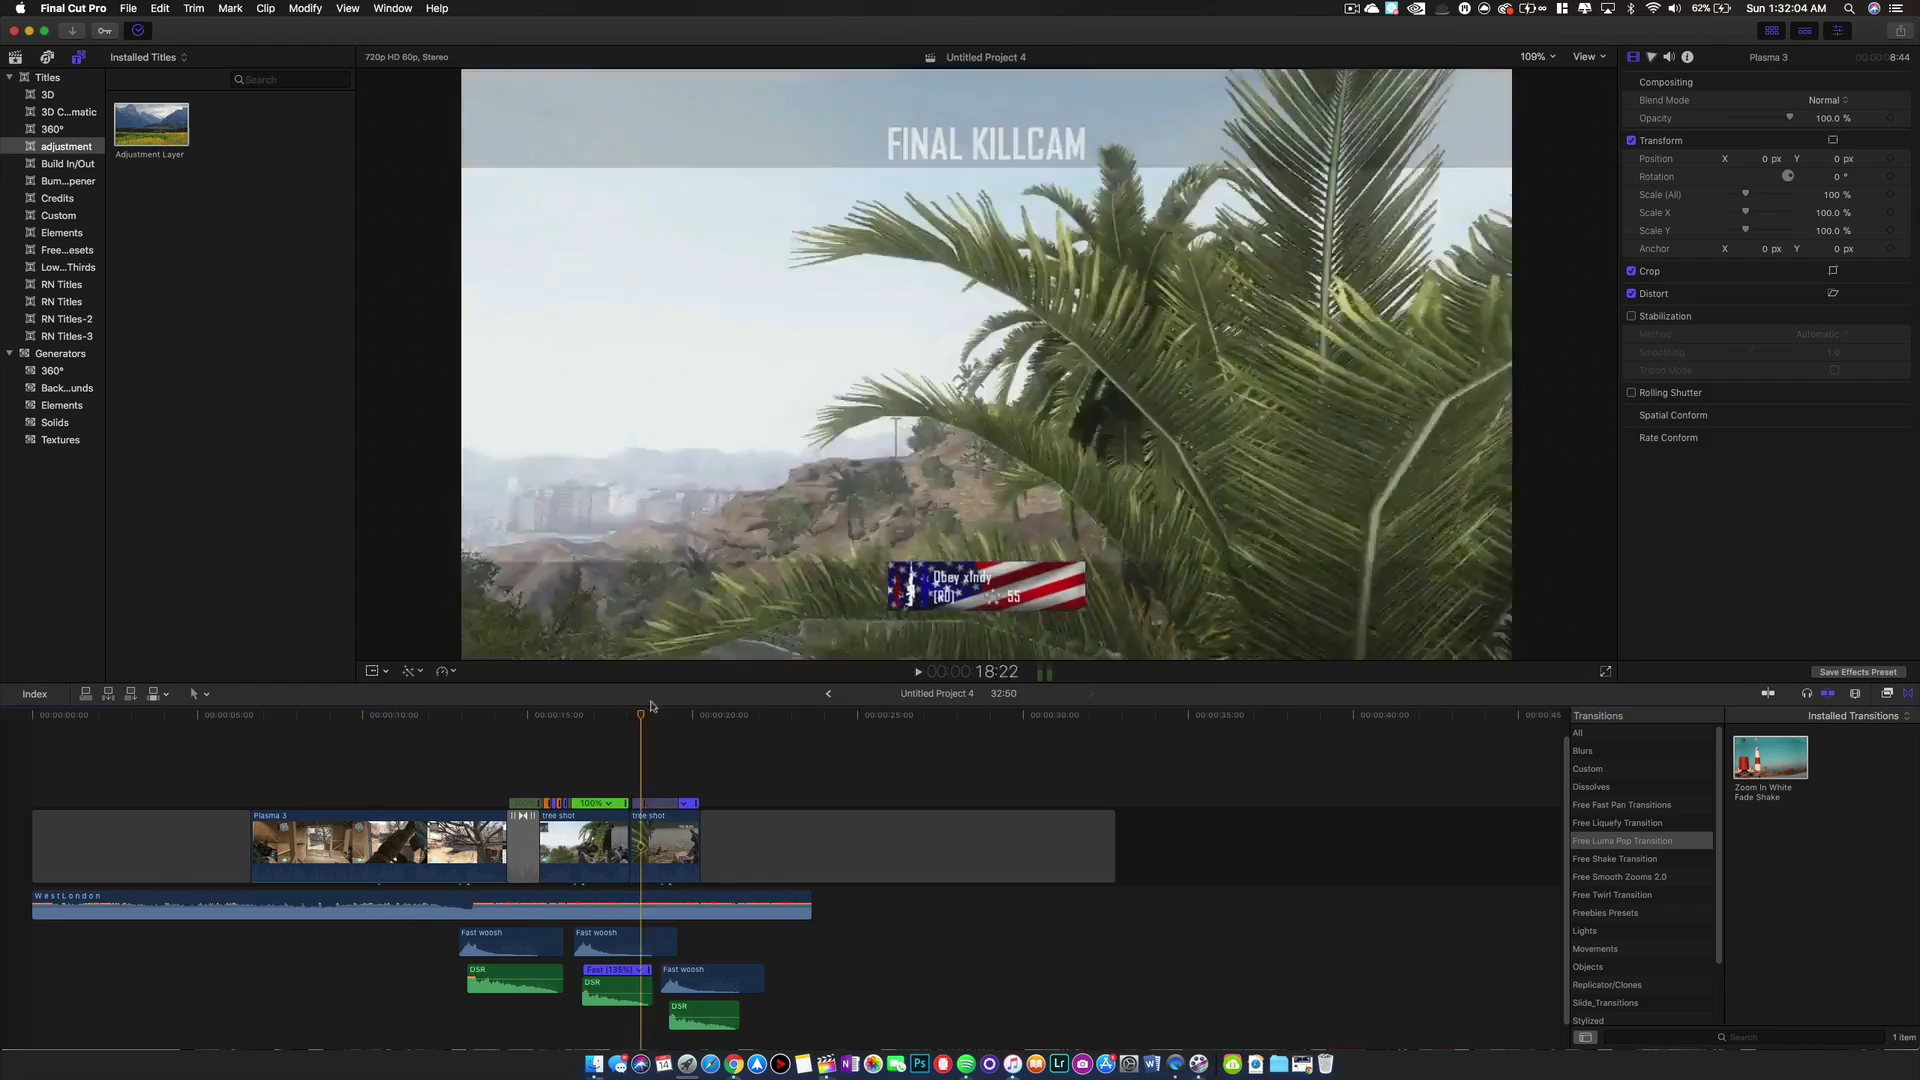 Final Cut Pro File Edit Trim Mark Clip Modify View Window Help
62% Sun 1:32:04 AM
Installed Titles
Search
720p HD 60p, Stereo
Untitled Project 4
109%
View
Plasma 3
8:44
Titles
3D
3D C...matic
360°
adjustment
Build In/Out
Bum...pener
Credits
Custom
Elements
Free...esets
Low...Thirds
RN Titles
RN Titles
RN Titles-2
RN Titles-3
Generators
360°
Back...unds
Elements
Solids
Textures
Adjustment Layer
FINAL KILLCAM
Obey xIndy
[RD] 55
Compositing
Blend Mode Normal
Opacity 100.0 %
Transform
Position X 0 px Y 0 px
Rotation 0 °
Scale (All) 100 %
Scale X 100.0 %
Scale Y 100.0 %
Anchor X 0 px Y 0 px
Crop
Distort
Stabilization
Method Automatic
Smoothing 1.0
Tripod Mode
Rolling Shutter
Spatial Conform
Rate Conform
Save Effects Preset
00:00:18:22
Index
Untitled Project 4 32:50
00:00:00:00 00:00:05:00 00:00:10:00 00:00:15:00 00:00:20:00 00:00:25:00 00:00:30:00 00:00:35:00 00:00:40:00 00:00:45
100%
Plasma 3
tree shot
tree shot
WestLondon
Fast woosh
Fast woosh
DSR
Fast (135%)
DSR
Fast woosh
DSR
Transitions
All
Blurs
Custom
Dissolves
Free Fast Pan Transitions
Free Liquefy Transition
Free Luma Pop Transition
Free Shake Transition
Free Smooth Zooms 2.0
Free Twirl Transition
Freebies Presets
Lights
Movements
Objects
Replicator/Clones
Slide_Transitions
Stylized
Installed Transitions
Zoom In White
Fade Shake
Search
1 item
14
Ps
Lr